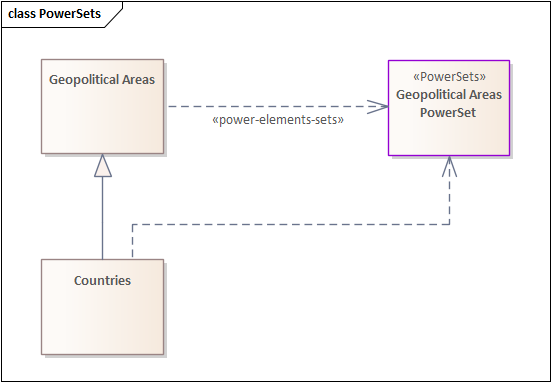 class PowerSets
Geopolitical Areas
«PowerSets»
Geopolitical Areas
PowerSet
«power-elements-sets»
Countries